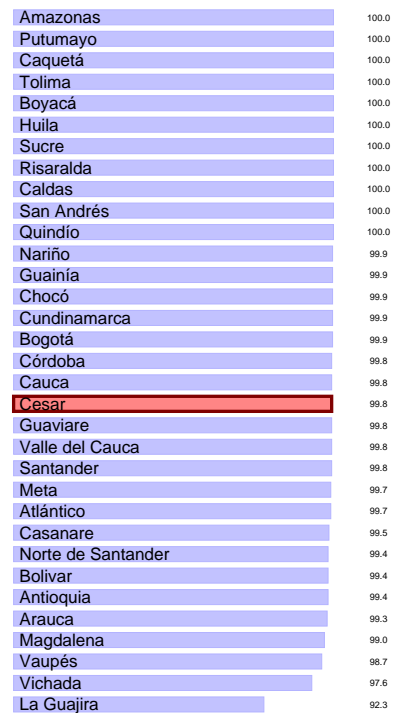 Amazonas 100.0
Putumayo 100.0
Caquetá 100.0
Tolima 100.0
Boyacá 100.0
Huila 100.0
Sucre 100.0
Risaralda 100.0
Caldas 100.0
San Andrés 100.0
Quindío 100.0
Nariño 99.9
Guainía 99.9
Chocó 99.9
Cundinamarca 99.9
Bogotá 99.9
Córdoba 99.8
Cauca 99.8
Cesar 99.8
Guaviare 99.8
Valle del Cauca 99.8
Santander 99.8
Meta 99.7
Atlántico 99.7
Casanare 99.5
Norte de Santander 99.4
Bolivar 99.4
Antioquia 99.4
Arauca 99.3
Magdalena 99.0
Vaupés 98.7
Vichada 97.6
La Guajira 92.3